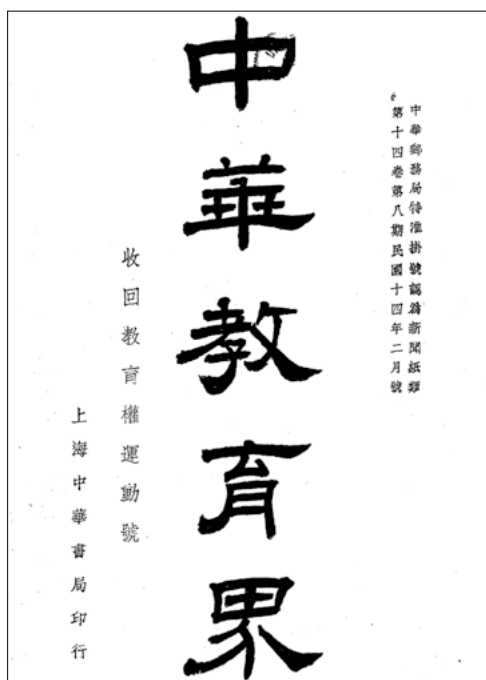 中華郵務局特准掛號認為新聞紙類
第十四卷第八期民國十四年二月號
中華教育界
收回教育權運動號
上海中華書局印行